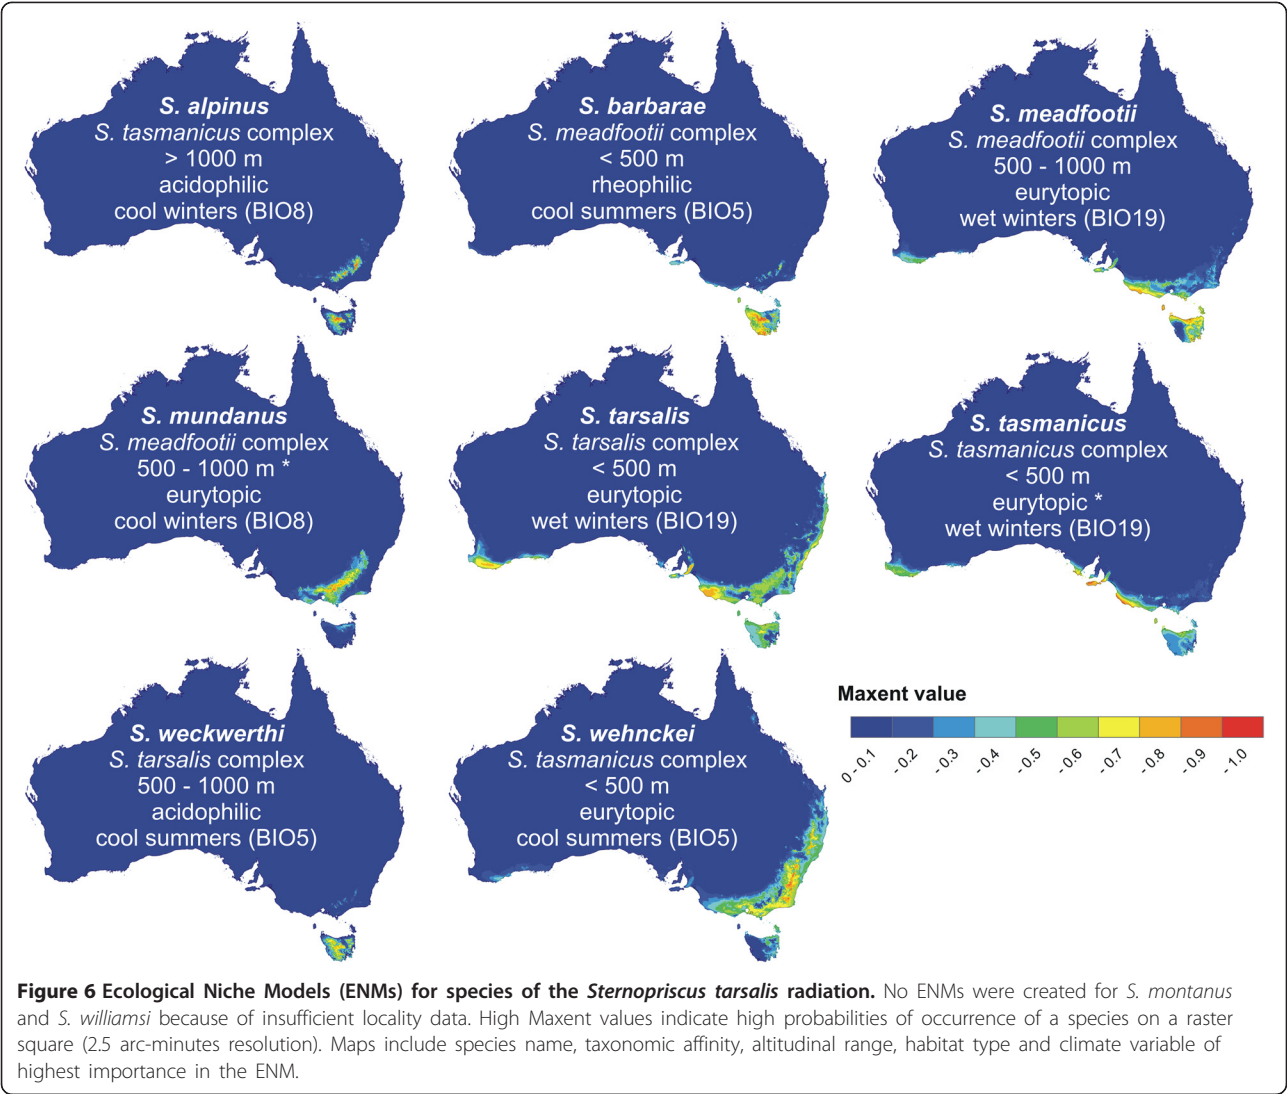 S. alpinus
S. tasmanicus complex
> 1000 m
acidophilic
cool winters (BIO8)
S. barbarae
S. meadfootii complex
< 500 m
rheophilic
cool summers (BIO5)
S. meadfootii
S. meadfootii complex
500 - 1000 m
eurytopic
wet winters (BIO19)
S. mundanus
S. meadfootii complex
500 - 1000 m *
eurytopic
cool winters (BIO8)
S. tarsalis
S. tarsalis complex
< 500 m
eurytopic
wet winters (BIO19)
S. tasmanicus
S. tasmanicus complex
< 500 m
eurytopic *
wet winters (BIO19)
S. weckwerthi
S. tarsalis complex
500 - 1000 m
acidophilic
cool summers (BIO5)
S. wehnckei
S. tasmanicus complex
< 500 m
eurytopic
cool summers (BIO5)
Maxent value
0 - 0.1
- 0.2
- 0.3
- 0.4
- 0.5
- 0.6
- 0.7
- 0.8
- 0.9
- 1.0
Figure 6 Ecological Niche Models (ENMs) for species of the Sternopriscus tarsalis radiation. No ENMs were created for S. montanus
and S. williamsi because of insufficient locality data. High Maxent values indicate high probabilities of occurrence of a species on a raster
square (2.5 arc-minutes resolution). Maps include species name, taxonomic affinity, altitudinal range, habitat type and climate variable of
highest importance in the ENM.